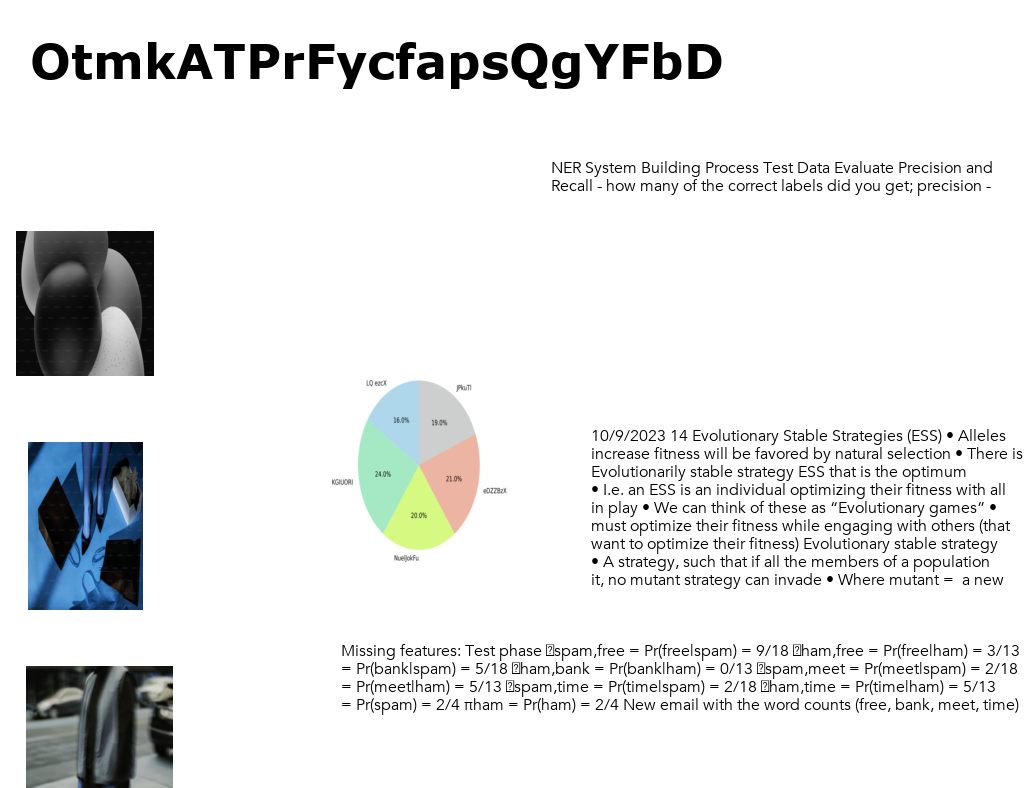 OtmkATPrFycfapsQgYFbD
NER System Building Process Test Data Evaluate Precision and
Recall - how many of the correct labels did you get; precision -
LQ ezcX
JPkuTl
16.0%
19.0%
KGIUORI
24.0%
21.0%
eDZZBzX
20.0%
NueIJokFu
10/9/2023 14 Evolutionary Stable Strategies (ESS) • Alleles
increase fitness will be favored by natural selection • There is
Evolutionarily stable strategy ESS that is the optimum
• I.e. an ESS is an individual optimizing their fitness with all
in play • We can think of these as “Evolutionary games” •
must optimize their fitness while engaging with others (that
want to optimize their fitness) Evolutionary stable strategy
• A strategy, such that if all the members of a population
it, no mutant strategy can invade • Where mutant = a new
Missing features: Test phase spam,free = Pr(free|spam) = 9/18 ham,free = Pr(free|ham) = 3/13
= Pr(bank|spam) = 5/18 ham,bank = Pr(bank|ham) = 0/13 spam,meet = Pr(meet|spam) = 2/18
= Pr(meet|ham) = 5/13 spam,time = Pr(time|spam) = 2/18 ham,time = Pr(time|ham) = 5/13
= Pr(spam) = 2/4 πham = Pr(ham) = 2/4 New email with the word counts (free, bank, meet, time)